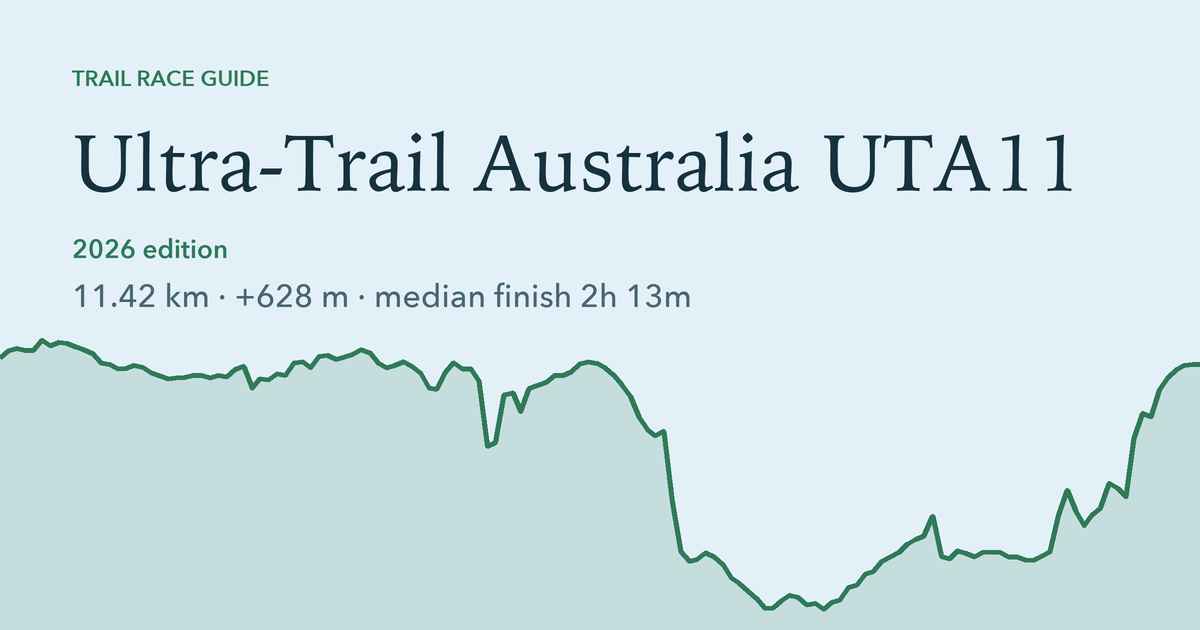 TRAIL RACE GUIDE
Ultra-Trail Australia UTA11
2026 edition
11.42 km · +628 m · median finish 2h 13m